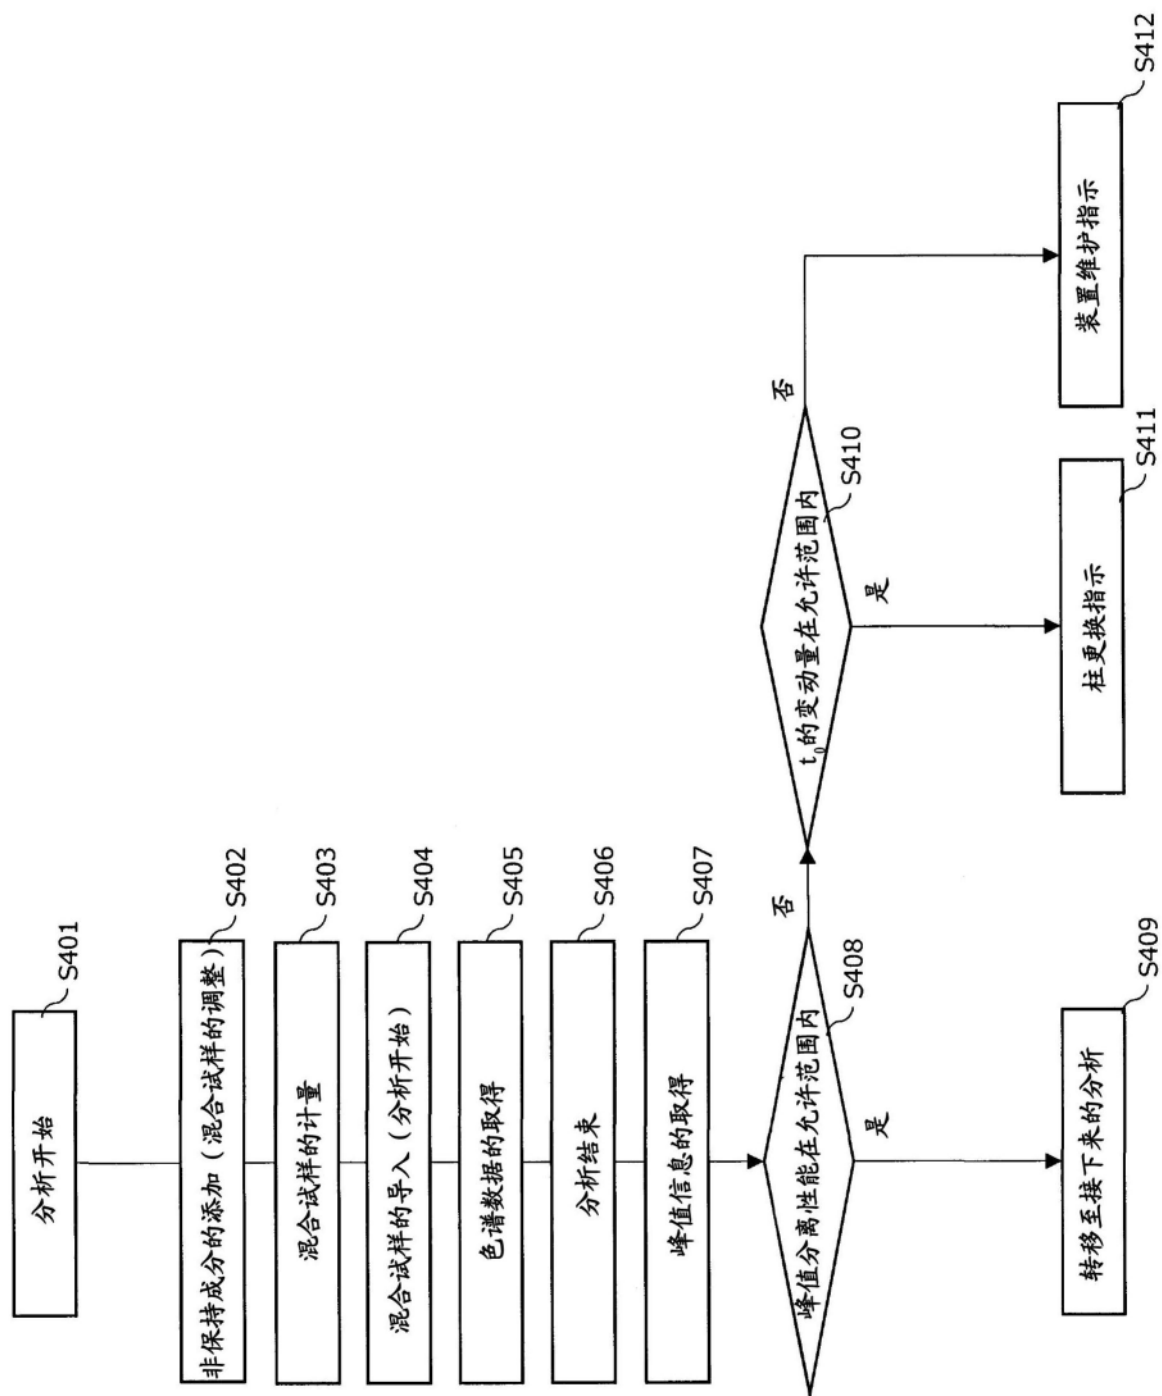 分析开始
S401
非保持成分的添加（混合试样的调整）
S402
混合试样的计量
S403
混合试样的导入（分析开始）
S404
色谱数据的取得
S405
分析结束
S406
峰值信息的取得
S407
峰值分离性能在允许范围内
S408
否
是
转移至接下来的分析
S409
t₀的变动量在允许范围内
S410
否
是
柱更换指示
S411
装置维护指示
S412